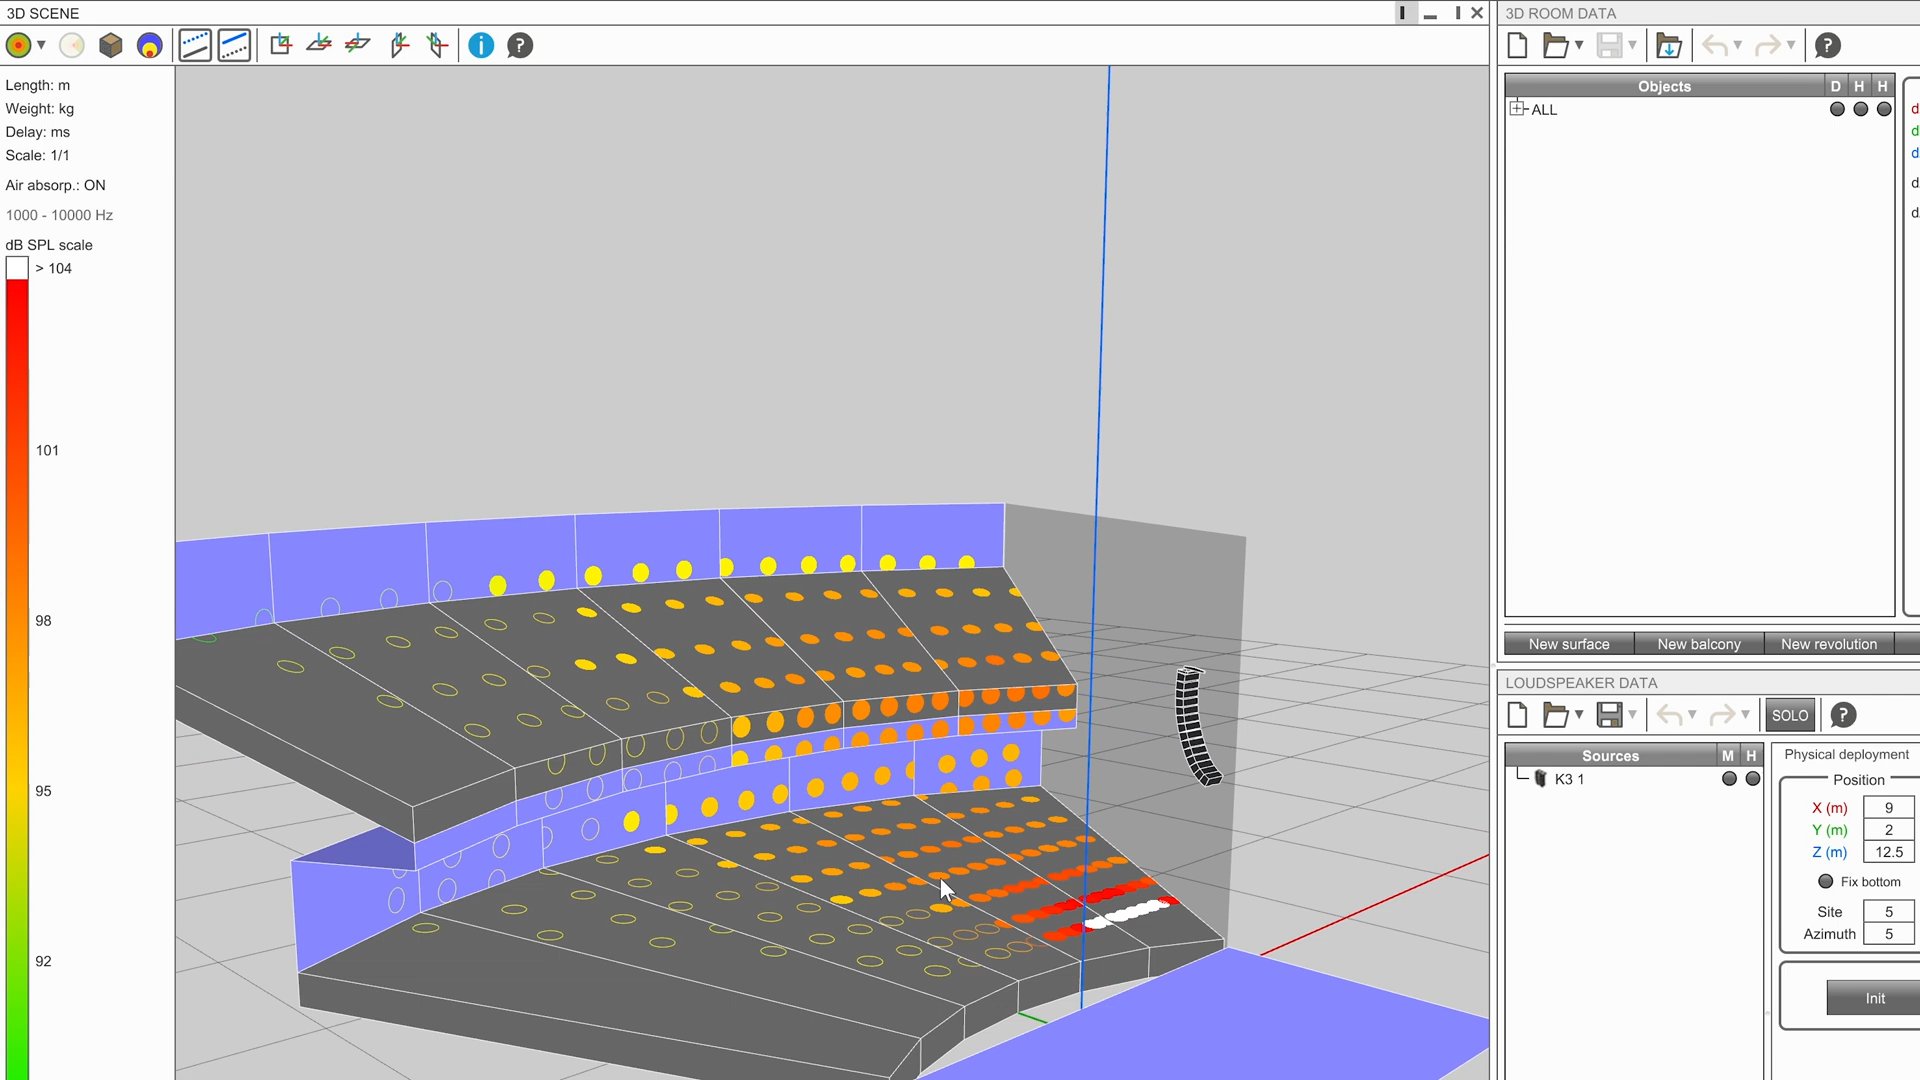 3D SCENE
Length: m
Weight: kg
Delay: ms
Scale: 1/1
Air absorp.: ON
1000 - 10000 Hz
dB SPL scale
> 104
101
98
95
92
3D ROOM DATA
Objects D H H
ALL
d
d
d
d
d
New surface New balcony New revolution
LOUDSPEAKER DATA
SOLO
Sources M H
K3 1
Physical deployment
Position
X (m) 9
Y (m) 2
Z (m) 12.5
Fix bottom
Site 5
Azimuth 5
Init